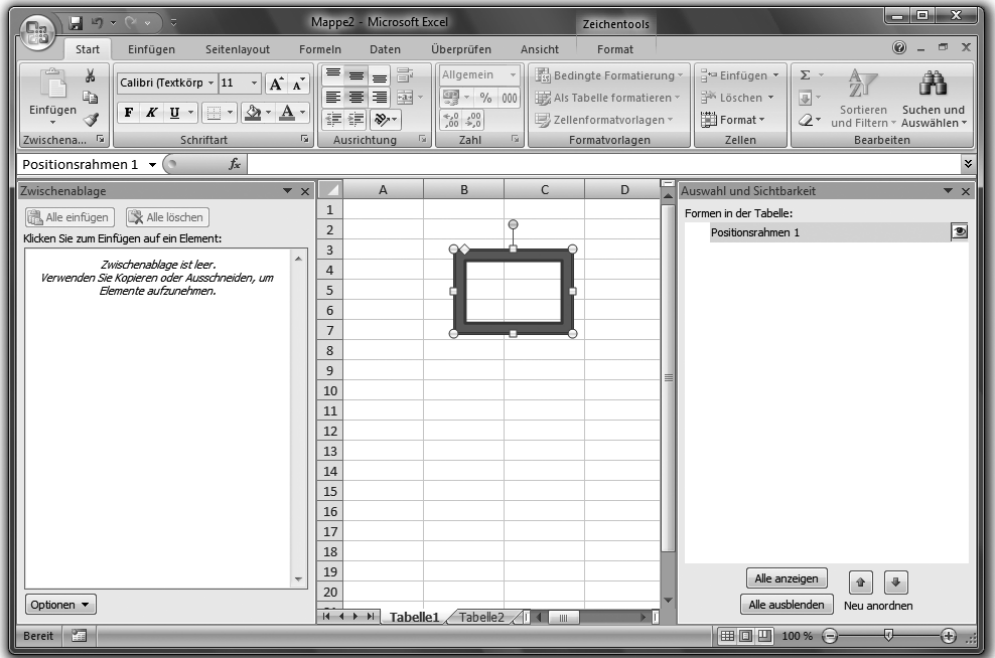 Mappe2 - Microsoft Excel
Zeichentools
Start Einfügen Seitenlayout Formeln Daten Überprüfen Ansicht Format
Einfügen
Calibri (Textkörp 11
A A
F K U
A
Allgemein
% 000
Bedingte Formatierung
Als Tabelle formatieren
Zellenformatvorlagen
Einfügen
Löschen
Format
Σ
Sortieren und Filtern
Suchen und Auswählen
Zwischena... Schriftart Ausrichtung Zahl Formatvorlagen Zellen Bearbeiten
Positionsrahmen 1 fx
Zwischenablage
Alle einfügen Alle löschen
Klicken Sie zum Einfügen auf ein Element:
Zwischenablage ist leer.
Verwenden Sie Kopieren oder Ausschneiden, um
Elemente aufzunehmen.
Optionen
A B C D
1
2
3
4
5
6
7
8
9
10
11
12
13
14
15
16
17
18
19
20
Tabelle1 Tabelle2
Auswahl und Sichtbarkeit
Formen in der Tabelle:
Positionsrahmen 1
Alle anzeigen
Alle ausblenden
Neu anordnen
Bereit
100 %